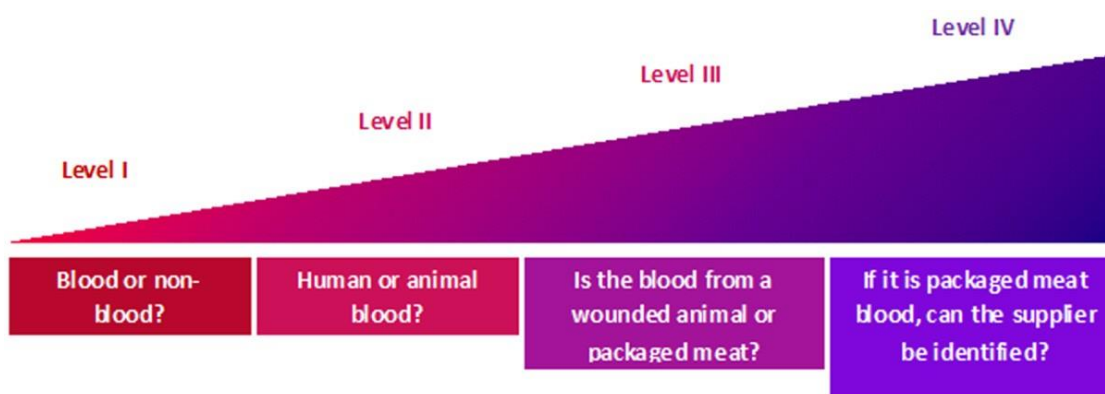 Level IV
Level III
Level II
Level I
Blood or non-
blood?
Human or animal
blood?
Is the blood from a
wounded animal or
packaged meat?
If it is packaged meat
blood, can the supplier
be identified?